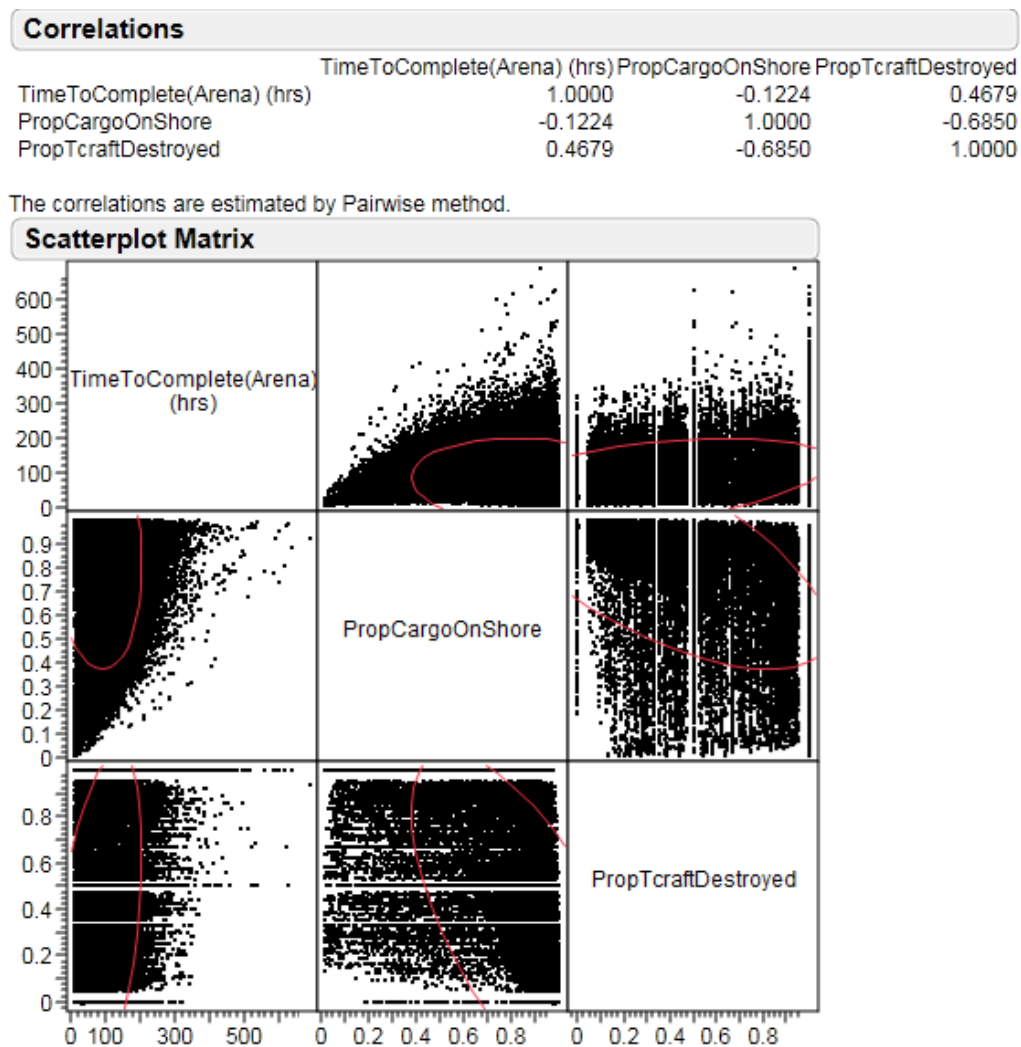 Correlations
TimeToComplete(Arena) (hrs) PropCargoOnShore PropTcraftDestroyed
TimeToComplete(Arena) (hrs) 1.0000 -0.1224 0.4679
PropCargoOnShore -0.1224 1.0000 -0.6850
PropTcraftDestroyed 0.4679 -0.6850 1.0000
The correlations are estimated by Pairwise method.
Scatterplot Matrix
600
500
400
300
200
100
0
TimeToComplete(Arena)
(hrs)
0.9
0.8
0.7
0.6
0.5
0.4
0.3
0.2
0.1
0
PropCargoOnShore
0.8
0.6
0.4
0.2
0
PropTcraftDestroyed
0 100 300 500 0 0.2 0.4 0.6 0.8 0 0.2 0.4 0.6 0.8